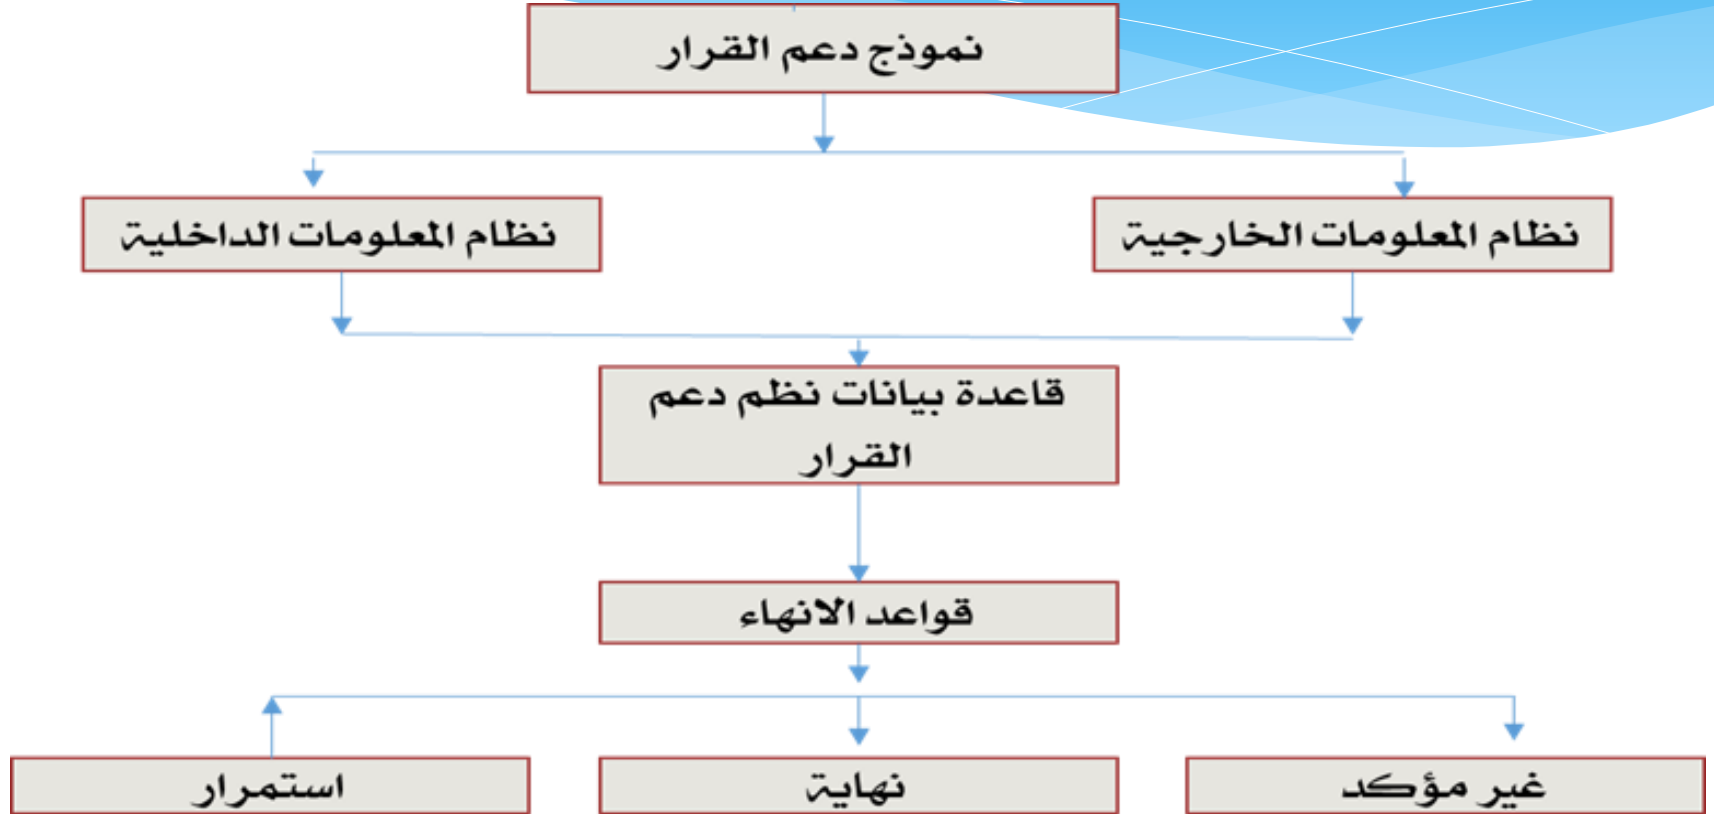 نموذج دعم القرار
نظام المعلومات الخارجية
نظام المعلومات الداخلية
قاعدة بيانات نظم دعم
القرار
قواعد الانهاء
غير مؤكد
نهاية
استمرار